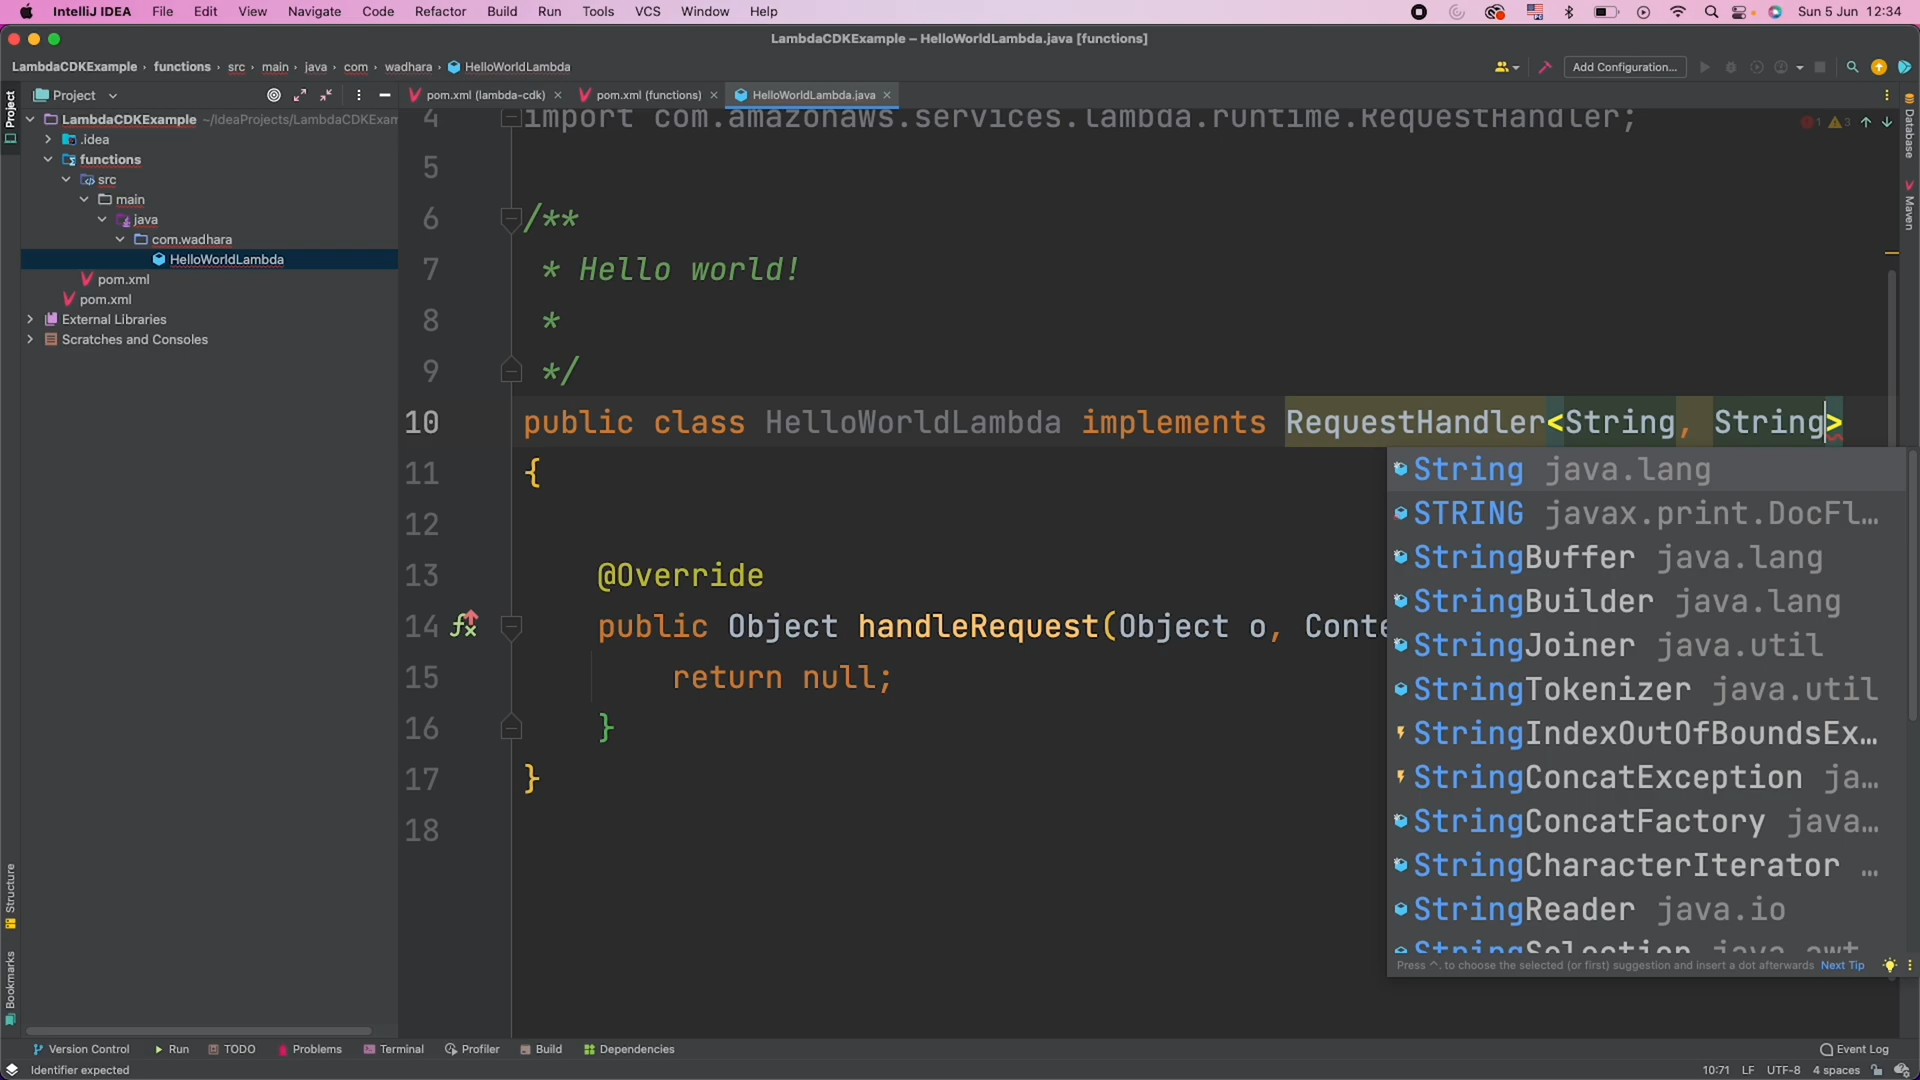 IntelliJ IDEA File Edit View Navigate Code Refactor Build Run Tools VCS Window Help Sun 5 Jun 12:34
LambdaCDKExample – HelloWorldLambda.java [functions]
LambdaCDKExample › functions › src › main › java › com › wadhara › HelloWorldLambda Add Configuration...
Project
Project
pom.xml (lambda-cdk)
pom.xml (functions)
HelloWorldLambda.java
LambdaCDKExample ~/IdeaProjects/LambdaCDKExam
.idea
functions
src
main
java
com.wadhara
HelloWorldLambda
pom.xml
pom.xml
External Libraries
Scratches and Consoles
Structure
Bookmarks
4 import com.amazonaws.services.lambda.runtime.RequestHandler;
1 3
5
6 /**
7 * Hello world!
8 *
9 */
10 public class HelloWorldLambda implements RequestHandler<String, String>
11 {
12
13 @Override
14 public Object handleRequest(Object o, Conte
15 return null;
16 }
17 }
18
String java.lang
STRING javax.print.DocFl…
StringBuffer java.lang
StringBuilder java.lang
StringJoiner java.util
StringTokenizer java.util
StringIndexOutOfBoundsEx…
StringConcatException ja…
StringConcatFactory java…
StringCharacterIterator …
StringReader java.io
StringSelection java.awt
Press ^. to choose the selected (or first) suggestion and insert a dot afterwards Next Tip
Database
Maven
Version Control Run TODO Problems Terminal Profiler Build Dependencies Event Log
Identifier expected 10:71 LF UTF-8 4 spaces